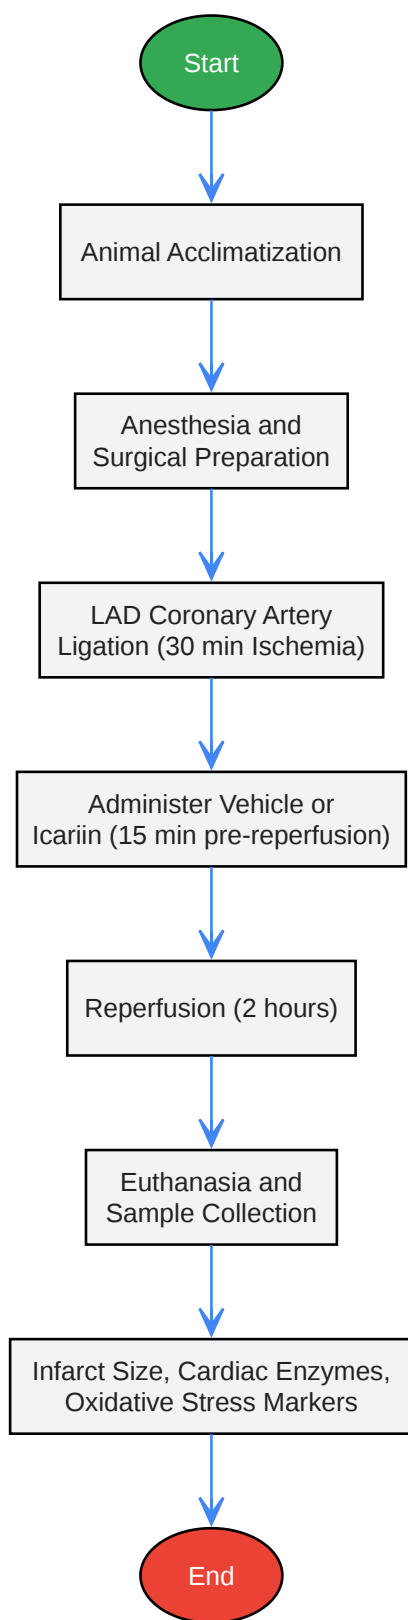 Start
Animal Acclimatization
Anesthesia and
Surgical Preparation
LAD Coronary Artery
Ligation (30 min Ischemia)
Administer Vehicle or
Icariin (15 min pre-reperfusion)
Reperfusion (2 hours)
Euthanasia and
Sample Collection
Infarct Size, Cardiac Enzymes,
Oxidative Stress Markers
End